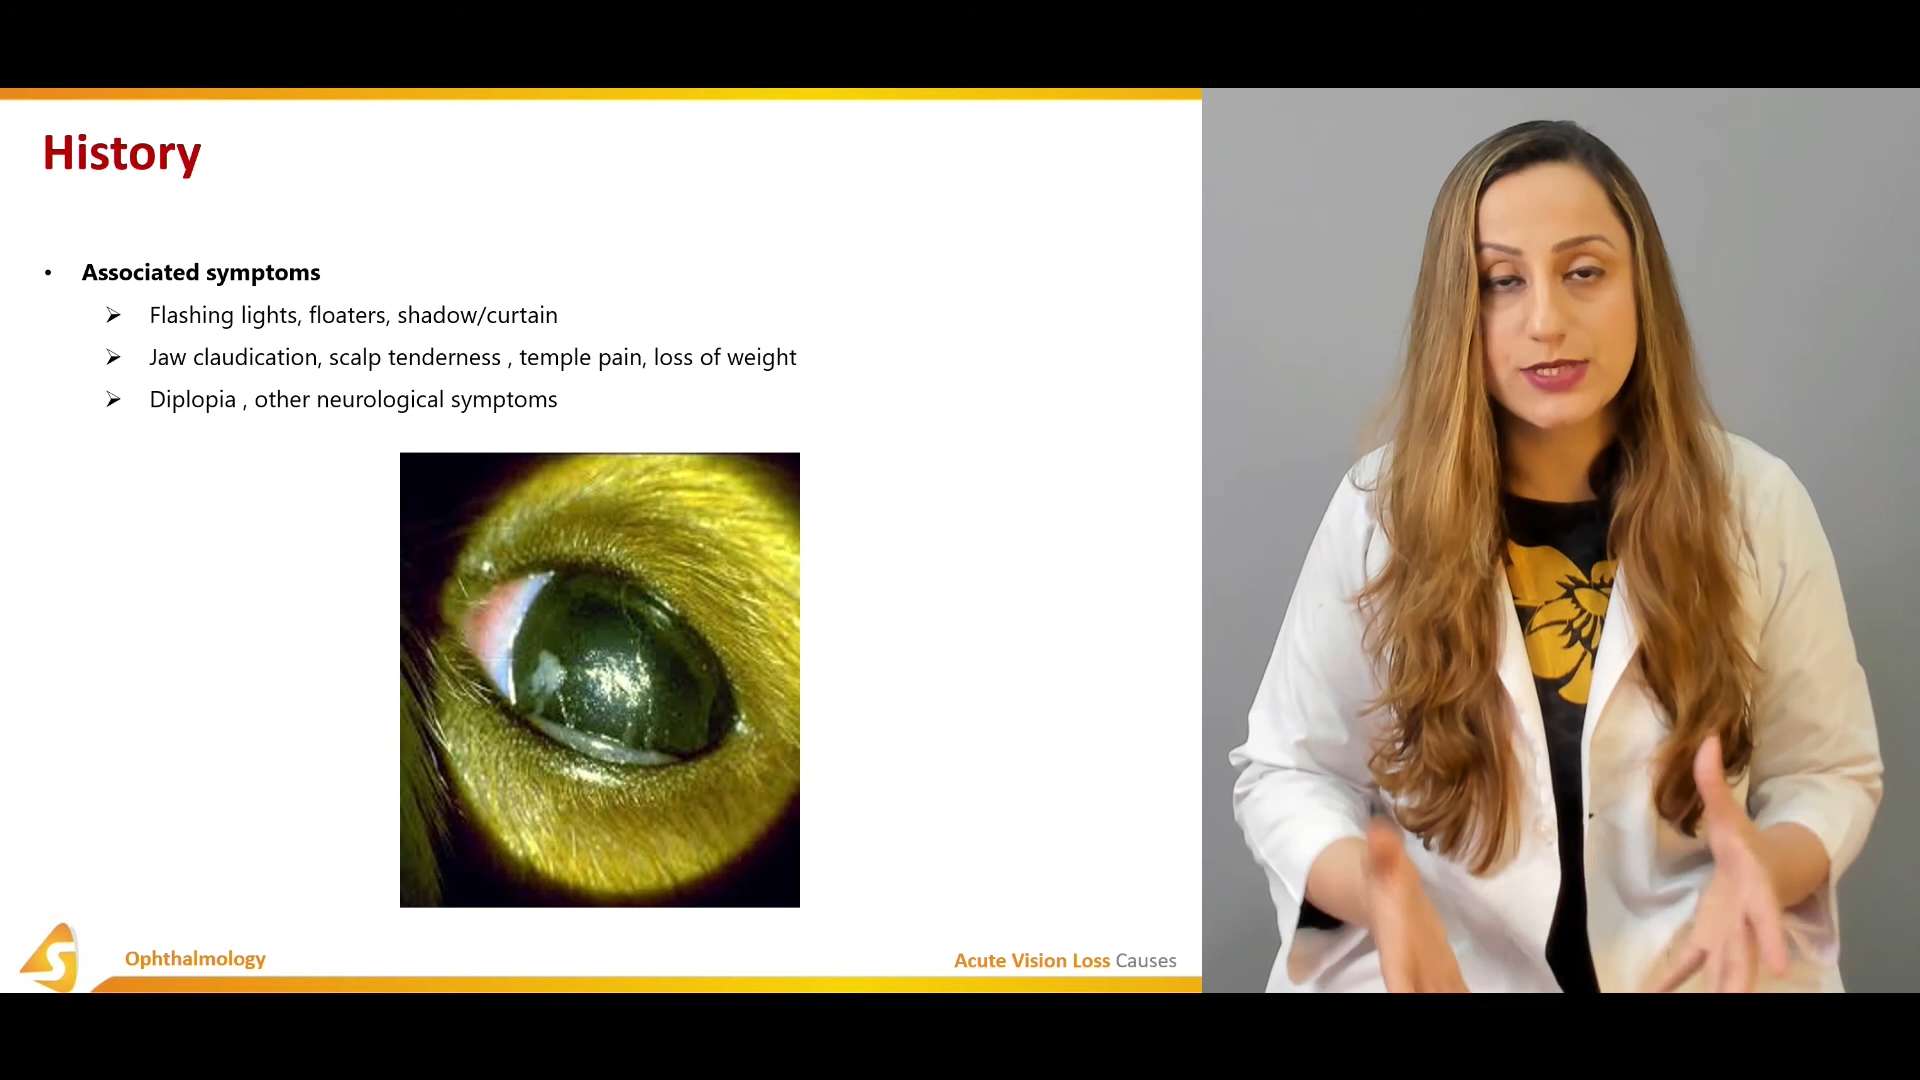 History
• Associated symptoms
➢ Flashing lights, floaters, shadow/curtain
➢ Jaw claudication, scalp tenderness , temple pain, loss of weight
➢ Diplopia , other neurological symptoms
S
Ophthalmology
Acute Vision Loss Causes